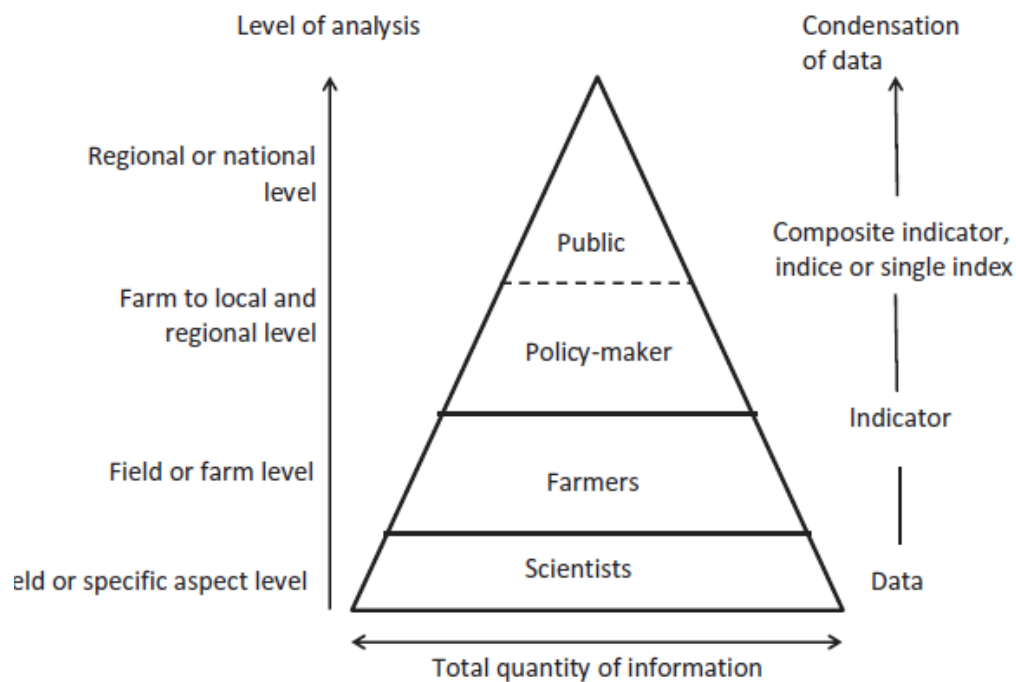 Level of analysis
Condensation
of data
Regional or national
level
Public
Composite indicator,
indice or single index
Farm to local and
regional level
Policy-maker
Indicator
Field or farm level
Farmers
Scientists
eld or specific aspect level
Data
Total quantity of information